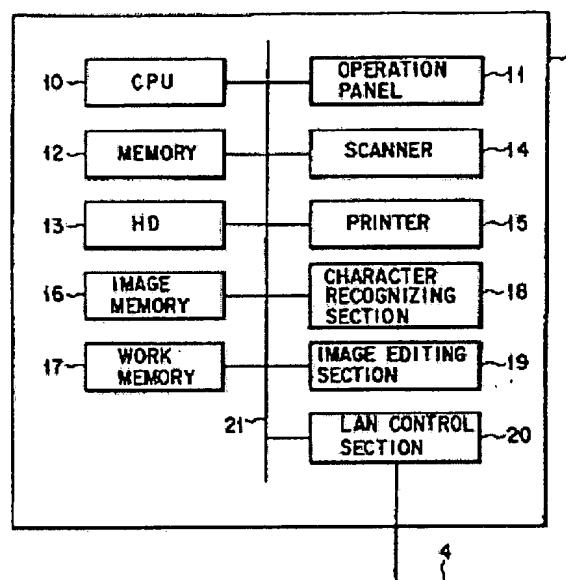 10 CPU
OPERATION PANEL 11
12 MEMORY
SCANNER 14
13 HD
PRINTER 15
16 IMAGE MEMORY
CHARACTER RECOGNIZING SECTION 18
17 WORK MEMORY
IMAGE EDITING SECTION 19
21
LAN CONTROL SECTION 20
4